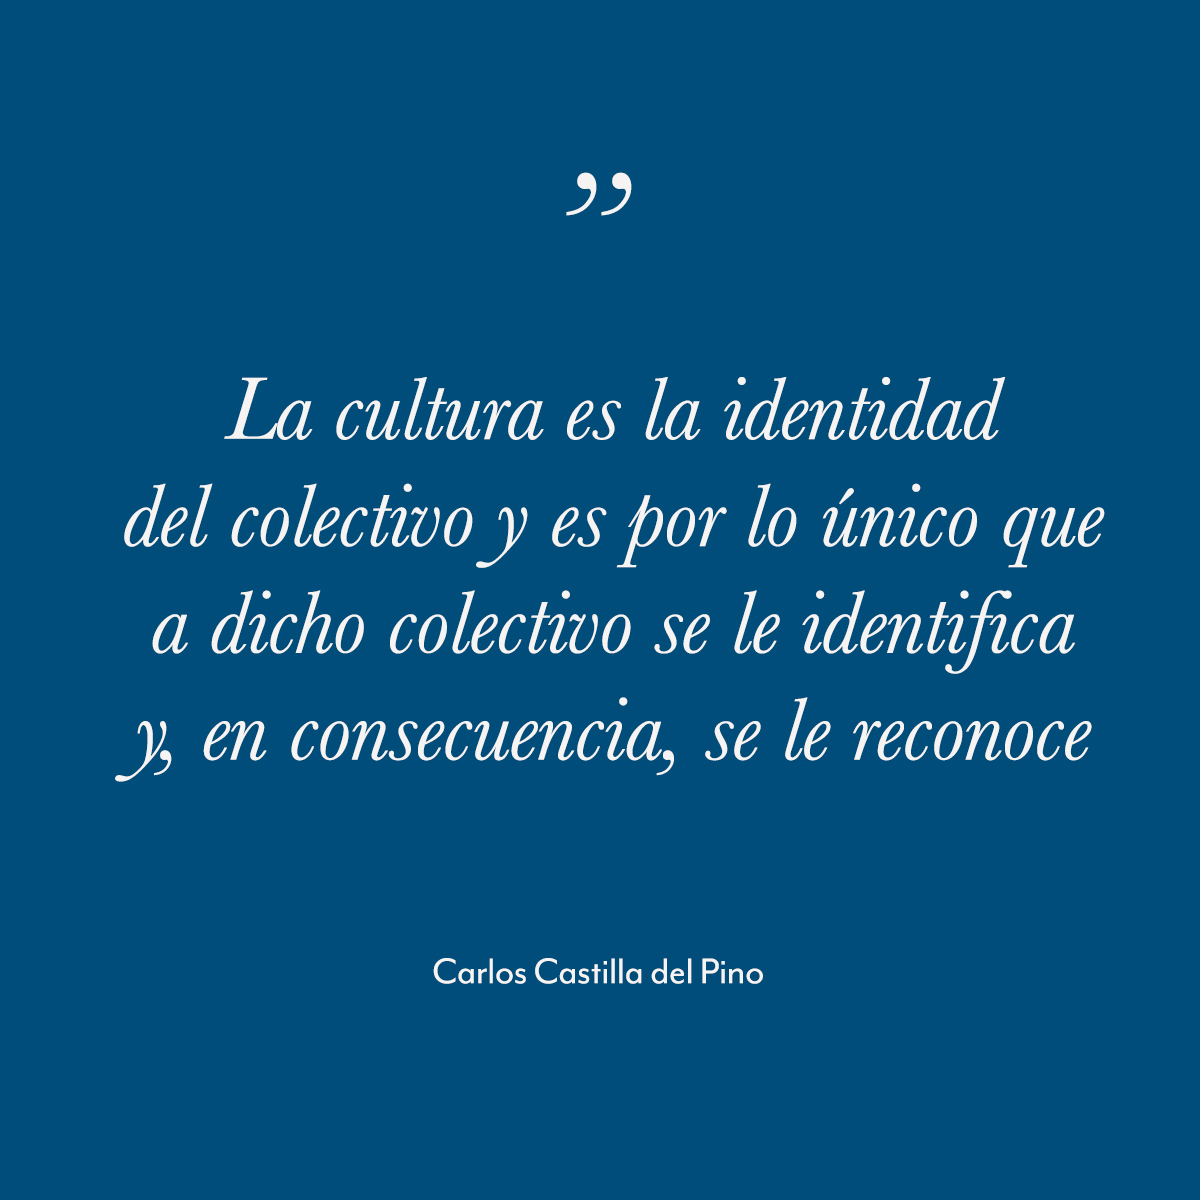 ”
La cultura es la identidad
del colectivo y es por lo único que
a dicho colectivo se le identifica
y, en consecuencia, se le reconoce
Carlos Castilla del Pino